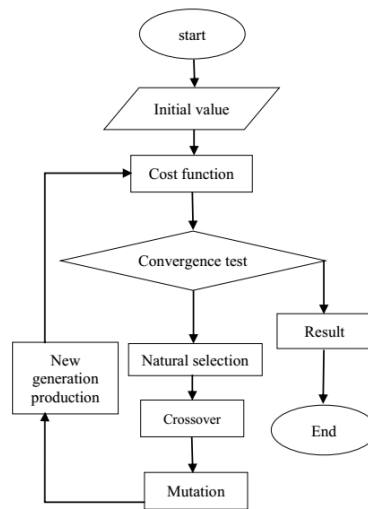 start
Initial value
Cost function
Convergence test
Natural selection
Crossover
Mutation
New
generation
production
Result
End